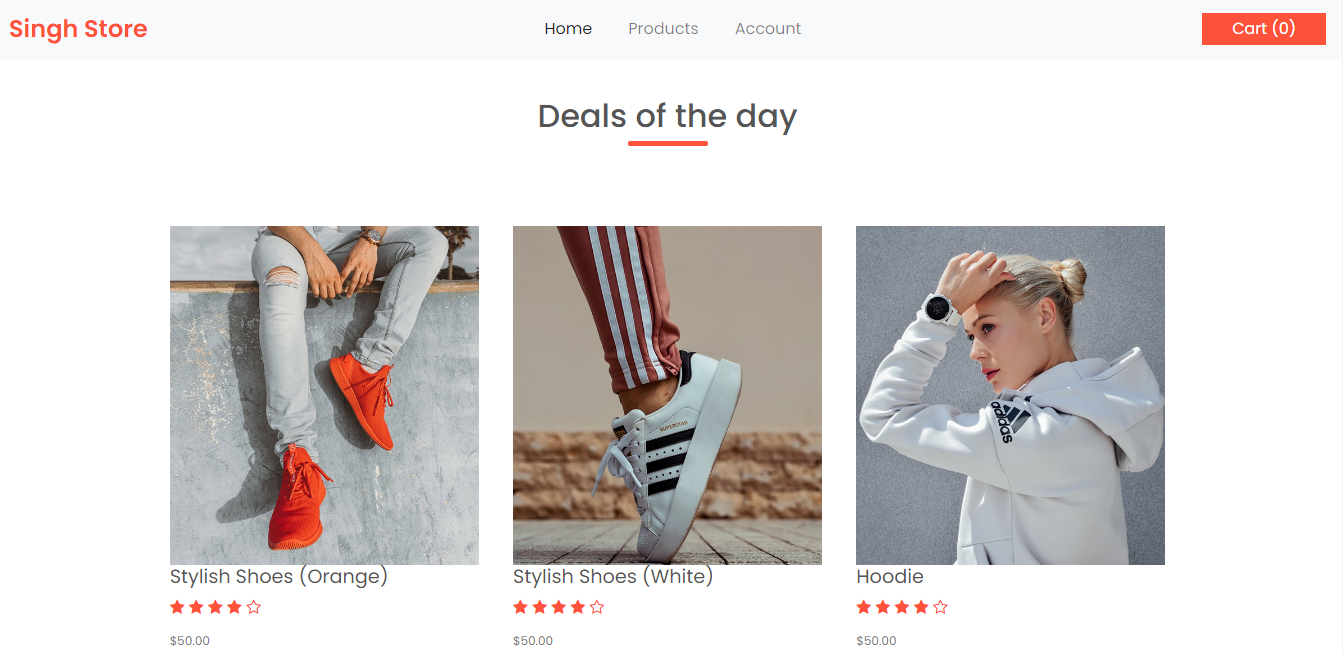 Singh Store
Home Products Account
Cart (0)
Deals of the day
SUPERSTAR
adidas
Stylish Shoes (Orange)
$50.00
Stylish Shoes (White)
$50.00
Hoodie
$50.00